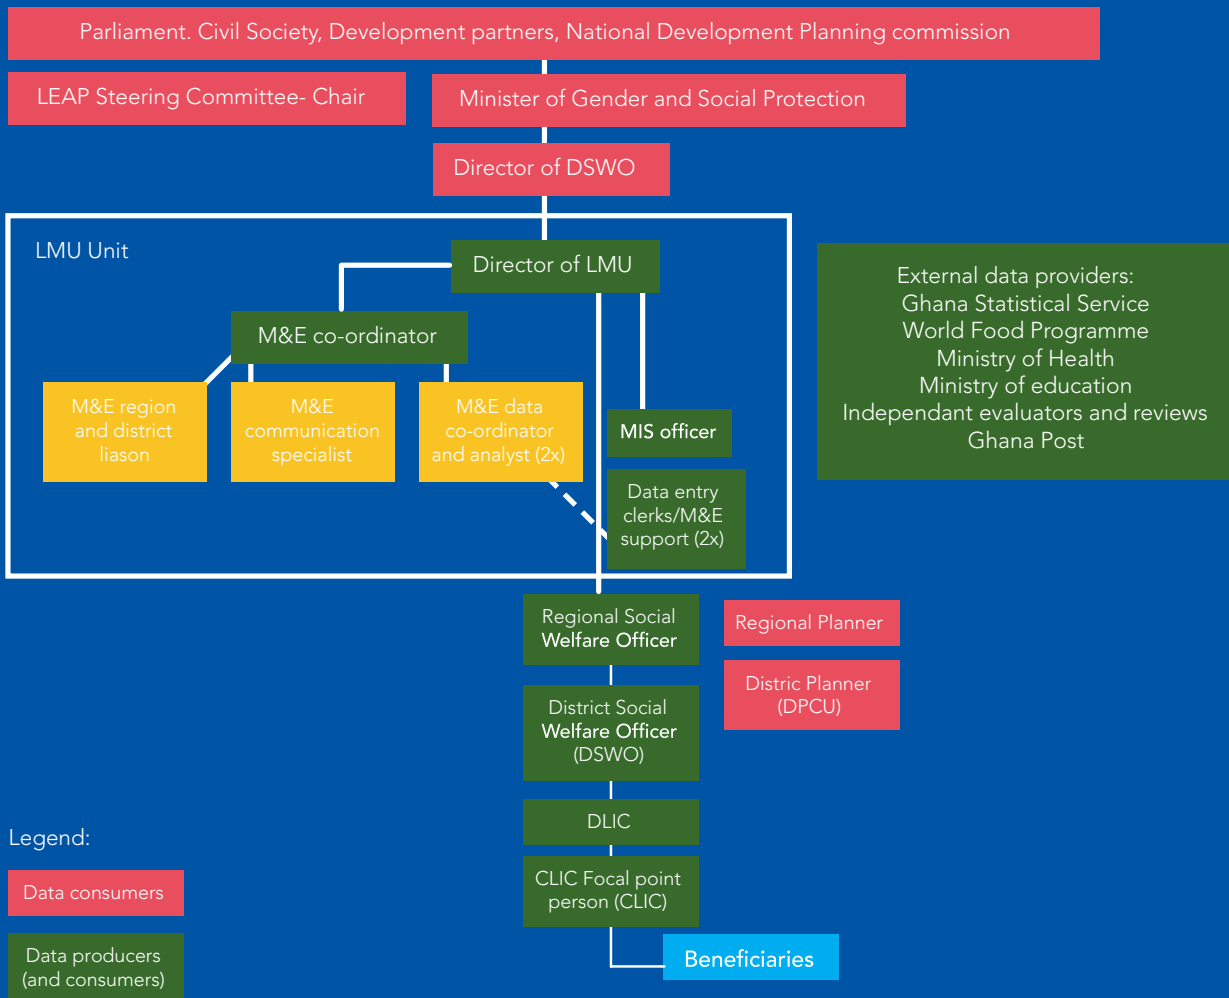 Parliament. Civil Society, Development partners, National Development Planning commission
LEAP Steering Committee- Chair
Minister of Gender and Social Protection
Director of DSWO
LMU Unit
Director of LMU
M&E co-ordinator
M&E region
and district
liason
M&E
communication
specialist
M&E data
co-ordinator
and analyst (2x)
MIS officer
Data entry
clerks/M&E
support (2x)
External data providers:
Ghana Statistical Service
World Food Programme
Ministry of Health
Ministry of education
Independant evaluators and reviews
Ghana Post
Regional Social
Welfare Officer
Regional Planner
District Social
Welfare Officer
(DSWO)
Distric Planner
(DPCU)
DLIC
CLIC Focal point
person (CLIC)
Beneficiaries
Legend:
Data consumers
Data producers
(and consumers)